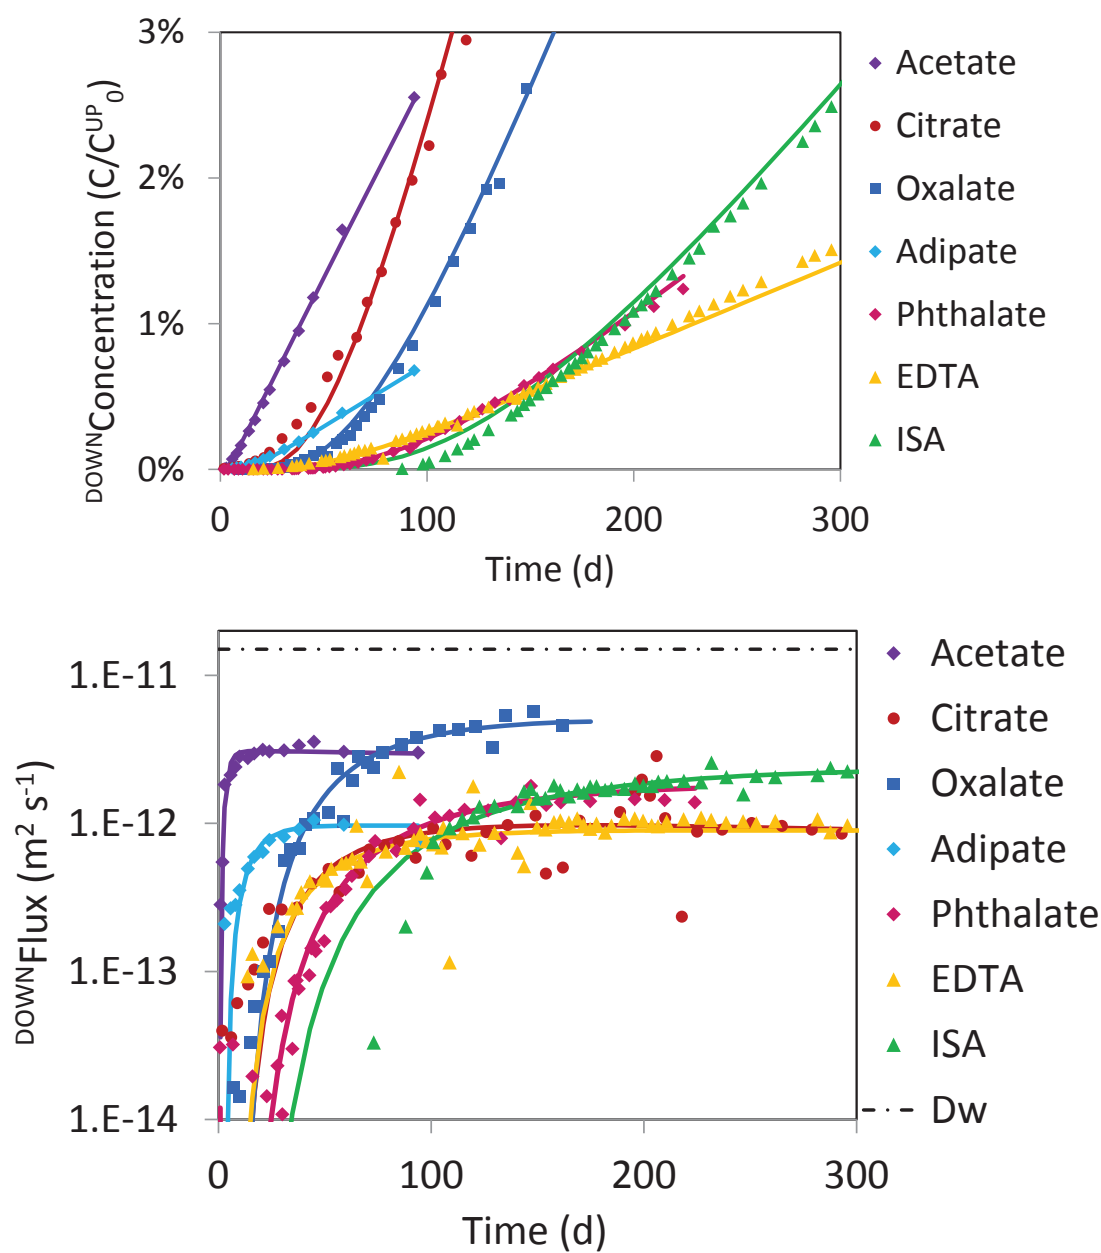 3%
2%
1%
0%
DOWNConcentration (C/CUP0)
0 100 200 300
Time (d)
Acetate
Citrate
Oxalate
Adipate
Phthalate
EDTA
ISA
1.E-11
1.E-12
1.E-13
1.E-14
DOWNFlux (m2 s-1)
0 100 200 300
Time (d)
Acetate
Citrate
Oxalate
Adipate
Phthalate
EDTA
ISA
Dw